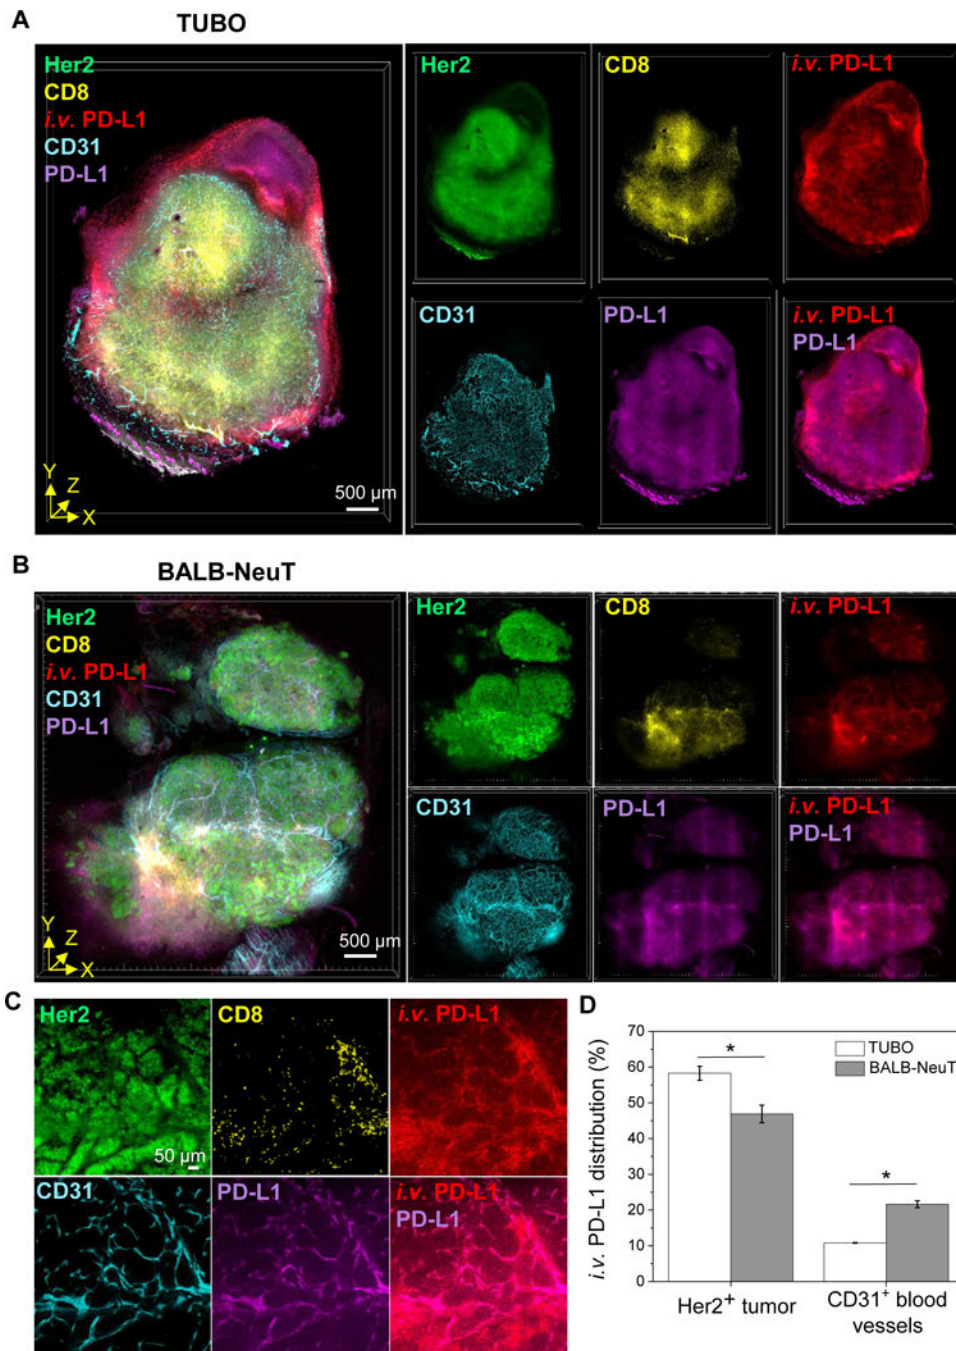 A
TUBO
Her2
CD8
i.v. PD-L1
CD31
PD-L1
Y
Z
X
500 µm
Her2
CD8
i.v. PD-L1
CD31
PD-L1
i.v. PD-L1
PD-L1
B
BALB-NeuT
Her2
CD8
i.v. PD-L1
CD31
PD-L1
Y
Z
X
500 µm
Her2
CD8
i.v. PD-L1
CD31
PD-L1
i.v. PD-L1
PD-L1
C
Her2
50 µm
CD8
i.v. PD-L1
CD31
PD-L1
i.v. PD-L1
PD-L1
D
i.v. PD-L1 distribution (%)
70
60
50
40
30
20
10
0
*
*
TUBO
BALB-NeuT
Her2⁺ tumor
CD31⁺ blood
vessels